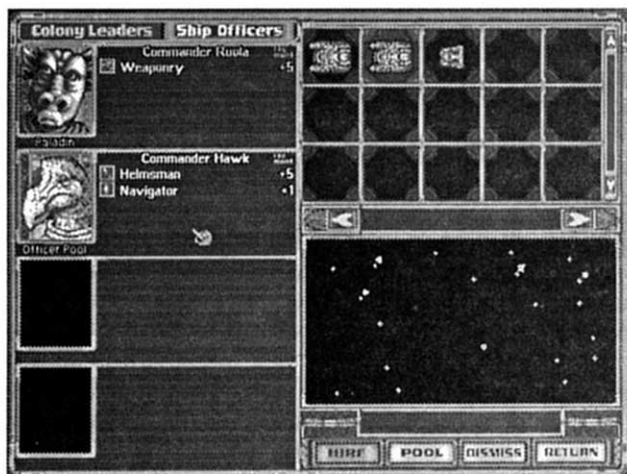 Colony Leaders
Ship Officers
Commander Ruola
Weaponry +5
Paladin
Commander Hawk
Helmsman +5
Navigator +1
Officer Pool
HIRE
POOL
DISMISS
RETURN